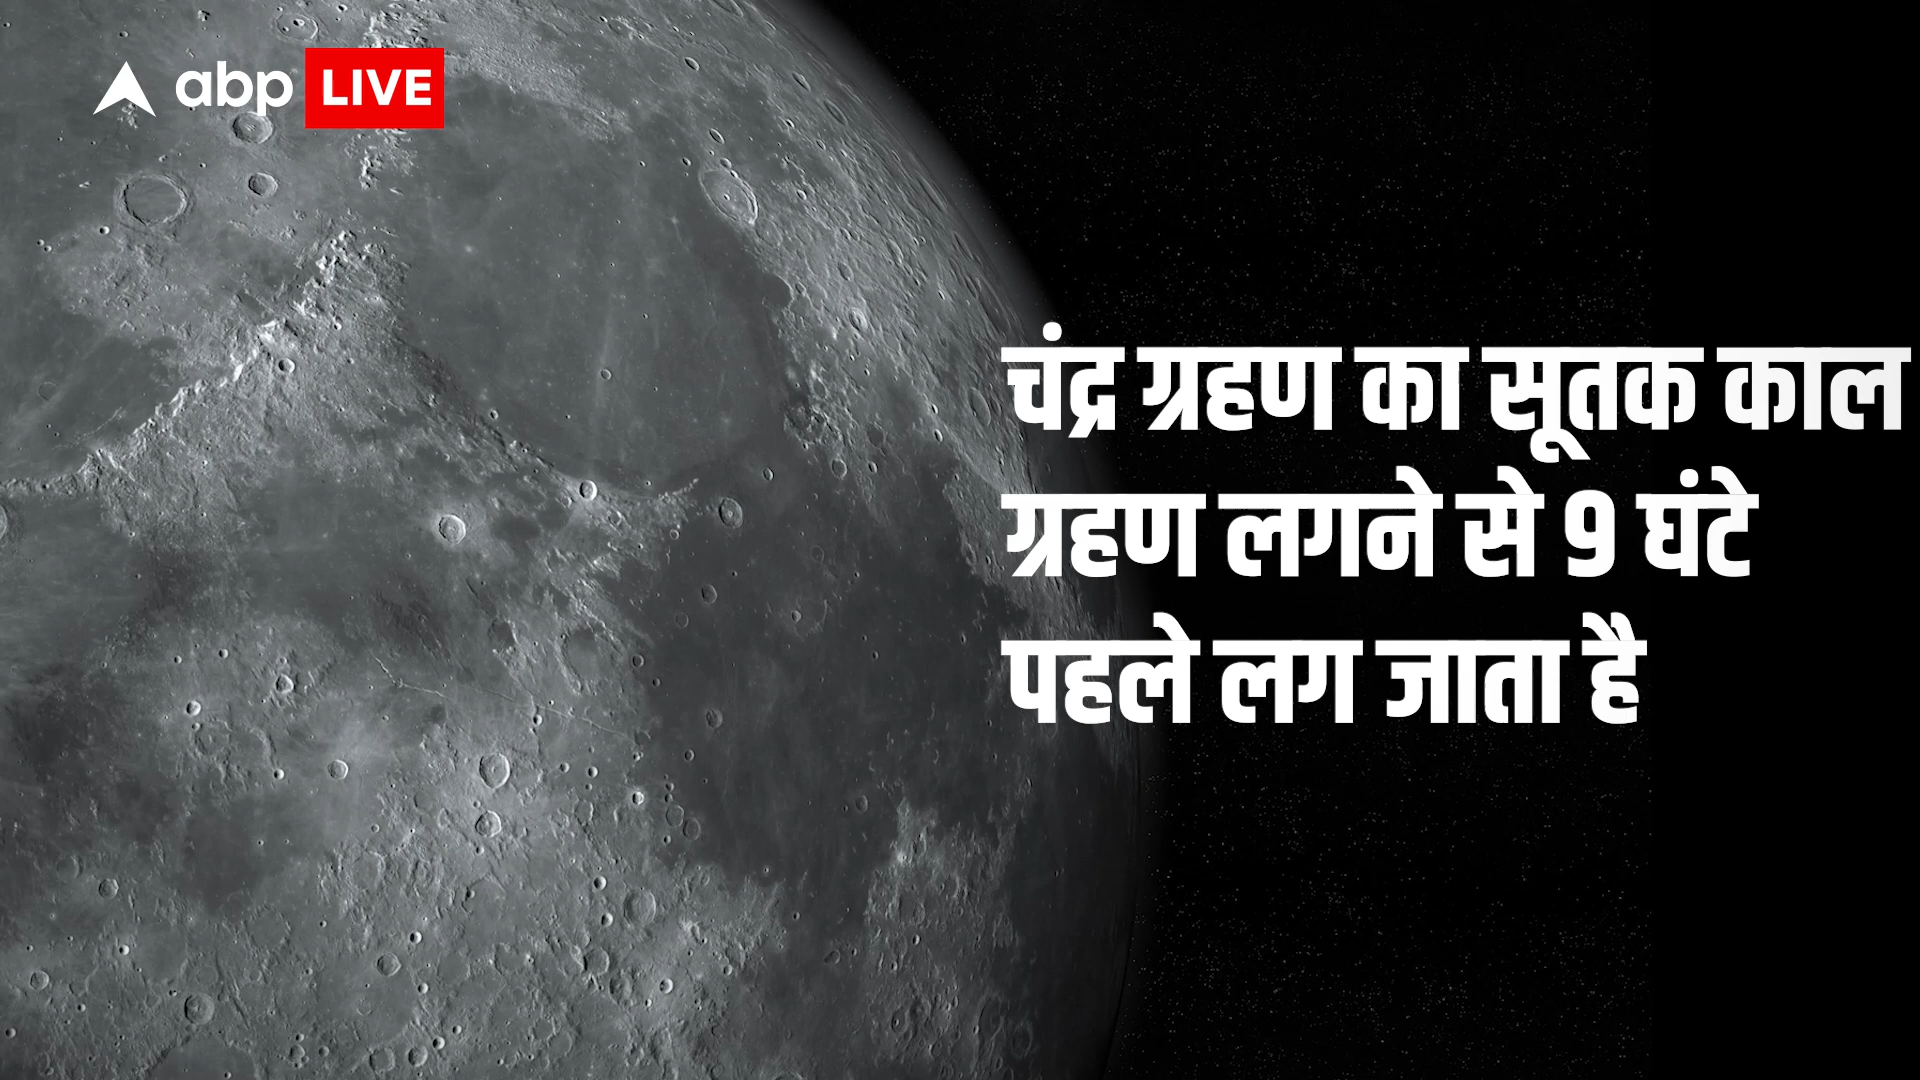 abp LIVE
चंद्र ग्रहण का सूतक काल
ग्रहण लगने से 9 घंटे
पहले लग जाता है